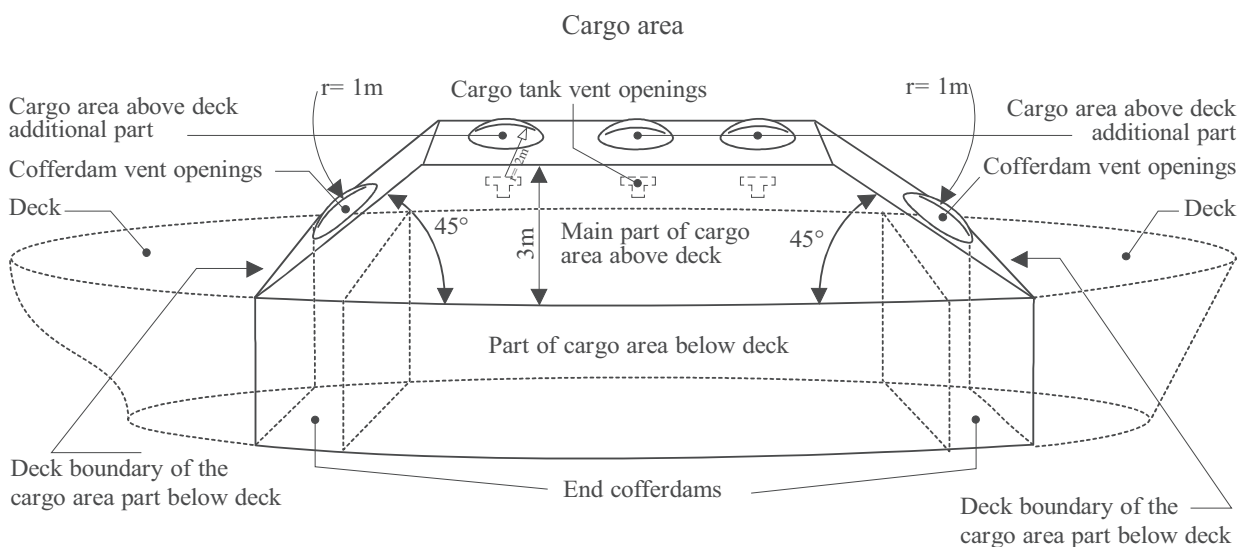 Cargo area
r= 1m
Cargo tank vent openings
r= 1m
Cargo area above deck
additional part
Cargo area above deck
additional part
Cofferdam vent openings
r= 2m
Cofferdam vent openings
Deck
Deck
45°
3m
Main part of cargo
area above deck
45°
Part of cargo area below deck
Deck boundary of the
cargo area part below deck
End cofferdams
Deck boundary of the
cargo area part below deck